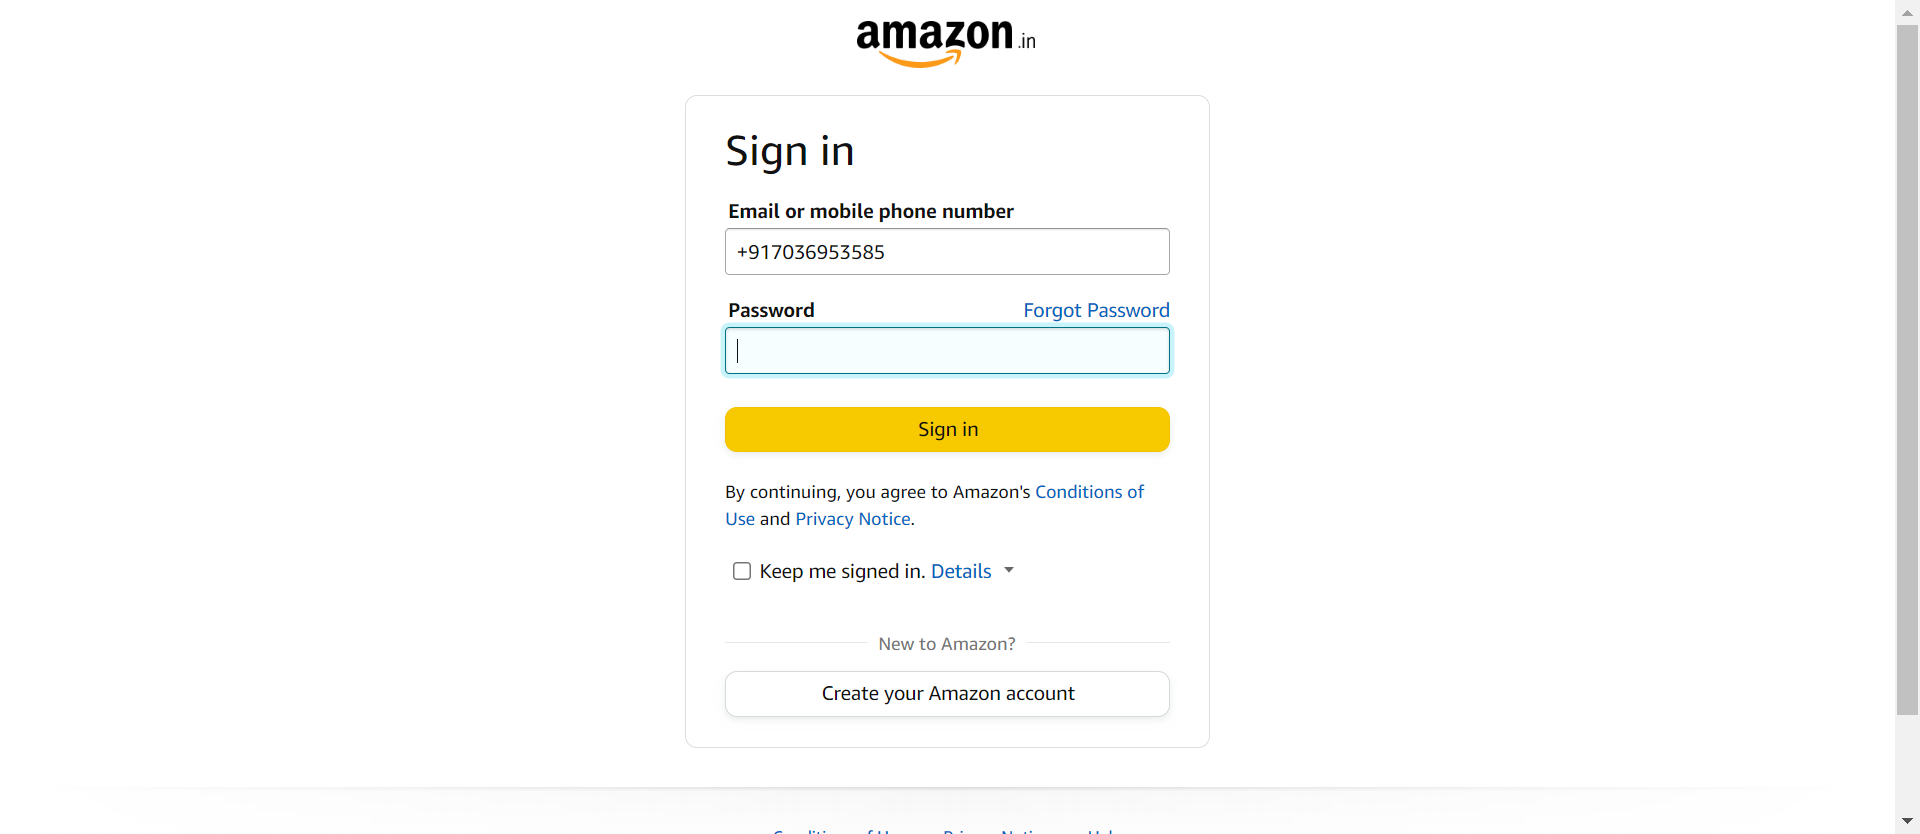 amazon.in
Sign in
Email or mobile phone number
+917036953585
Password Forgot Password
Sign in
By continuing, you agree to Amazon's Conditions of
Use and Privacy Notice.
Keep me signed in. Details
New to Amazon?
Create your Amazon account